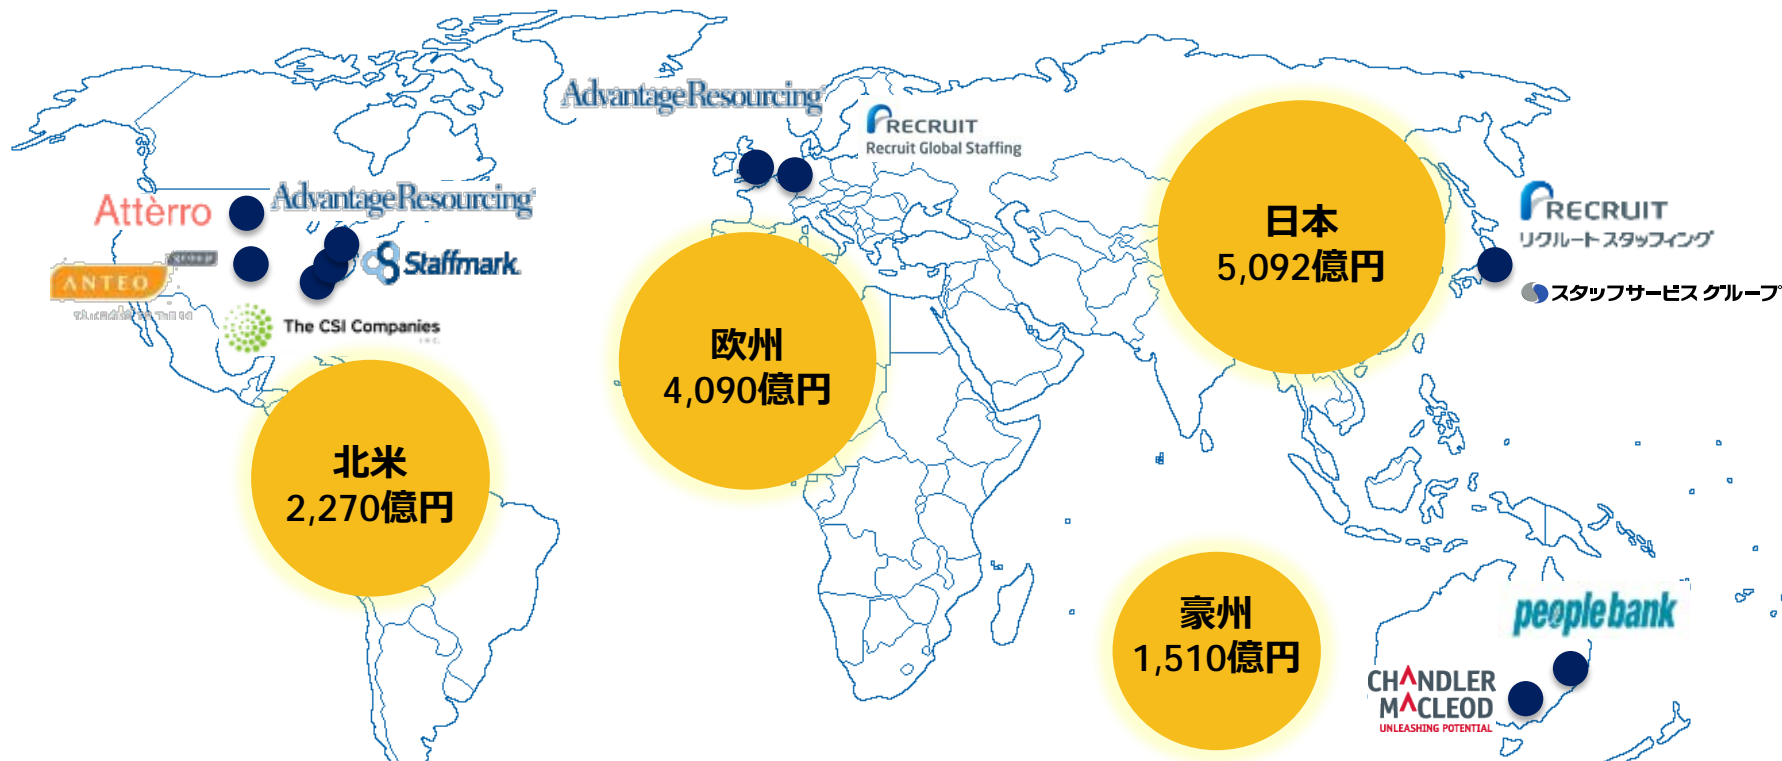 AdvantageResourcing
RECRUIT
Recruit Global Staffing
Attèrro
AdvantageResourcing
Staffmark.
ANTEO
The CSI Companies
INC.
日本
5,092億円
RECRUIT
リクルート スタッフィング
スタッフサービス グループ
欧州
4,090億円
北米
2,270億円
豪州
1,510億円
peoplebank
CHANDLER
MACLEOD
UNLEASHING POTENTIAL